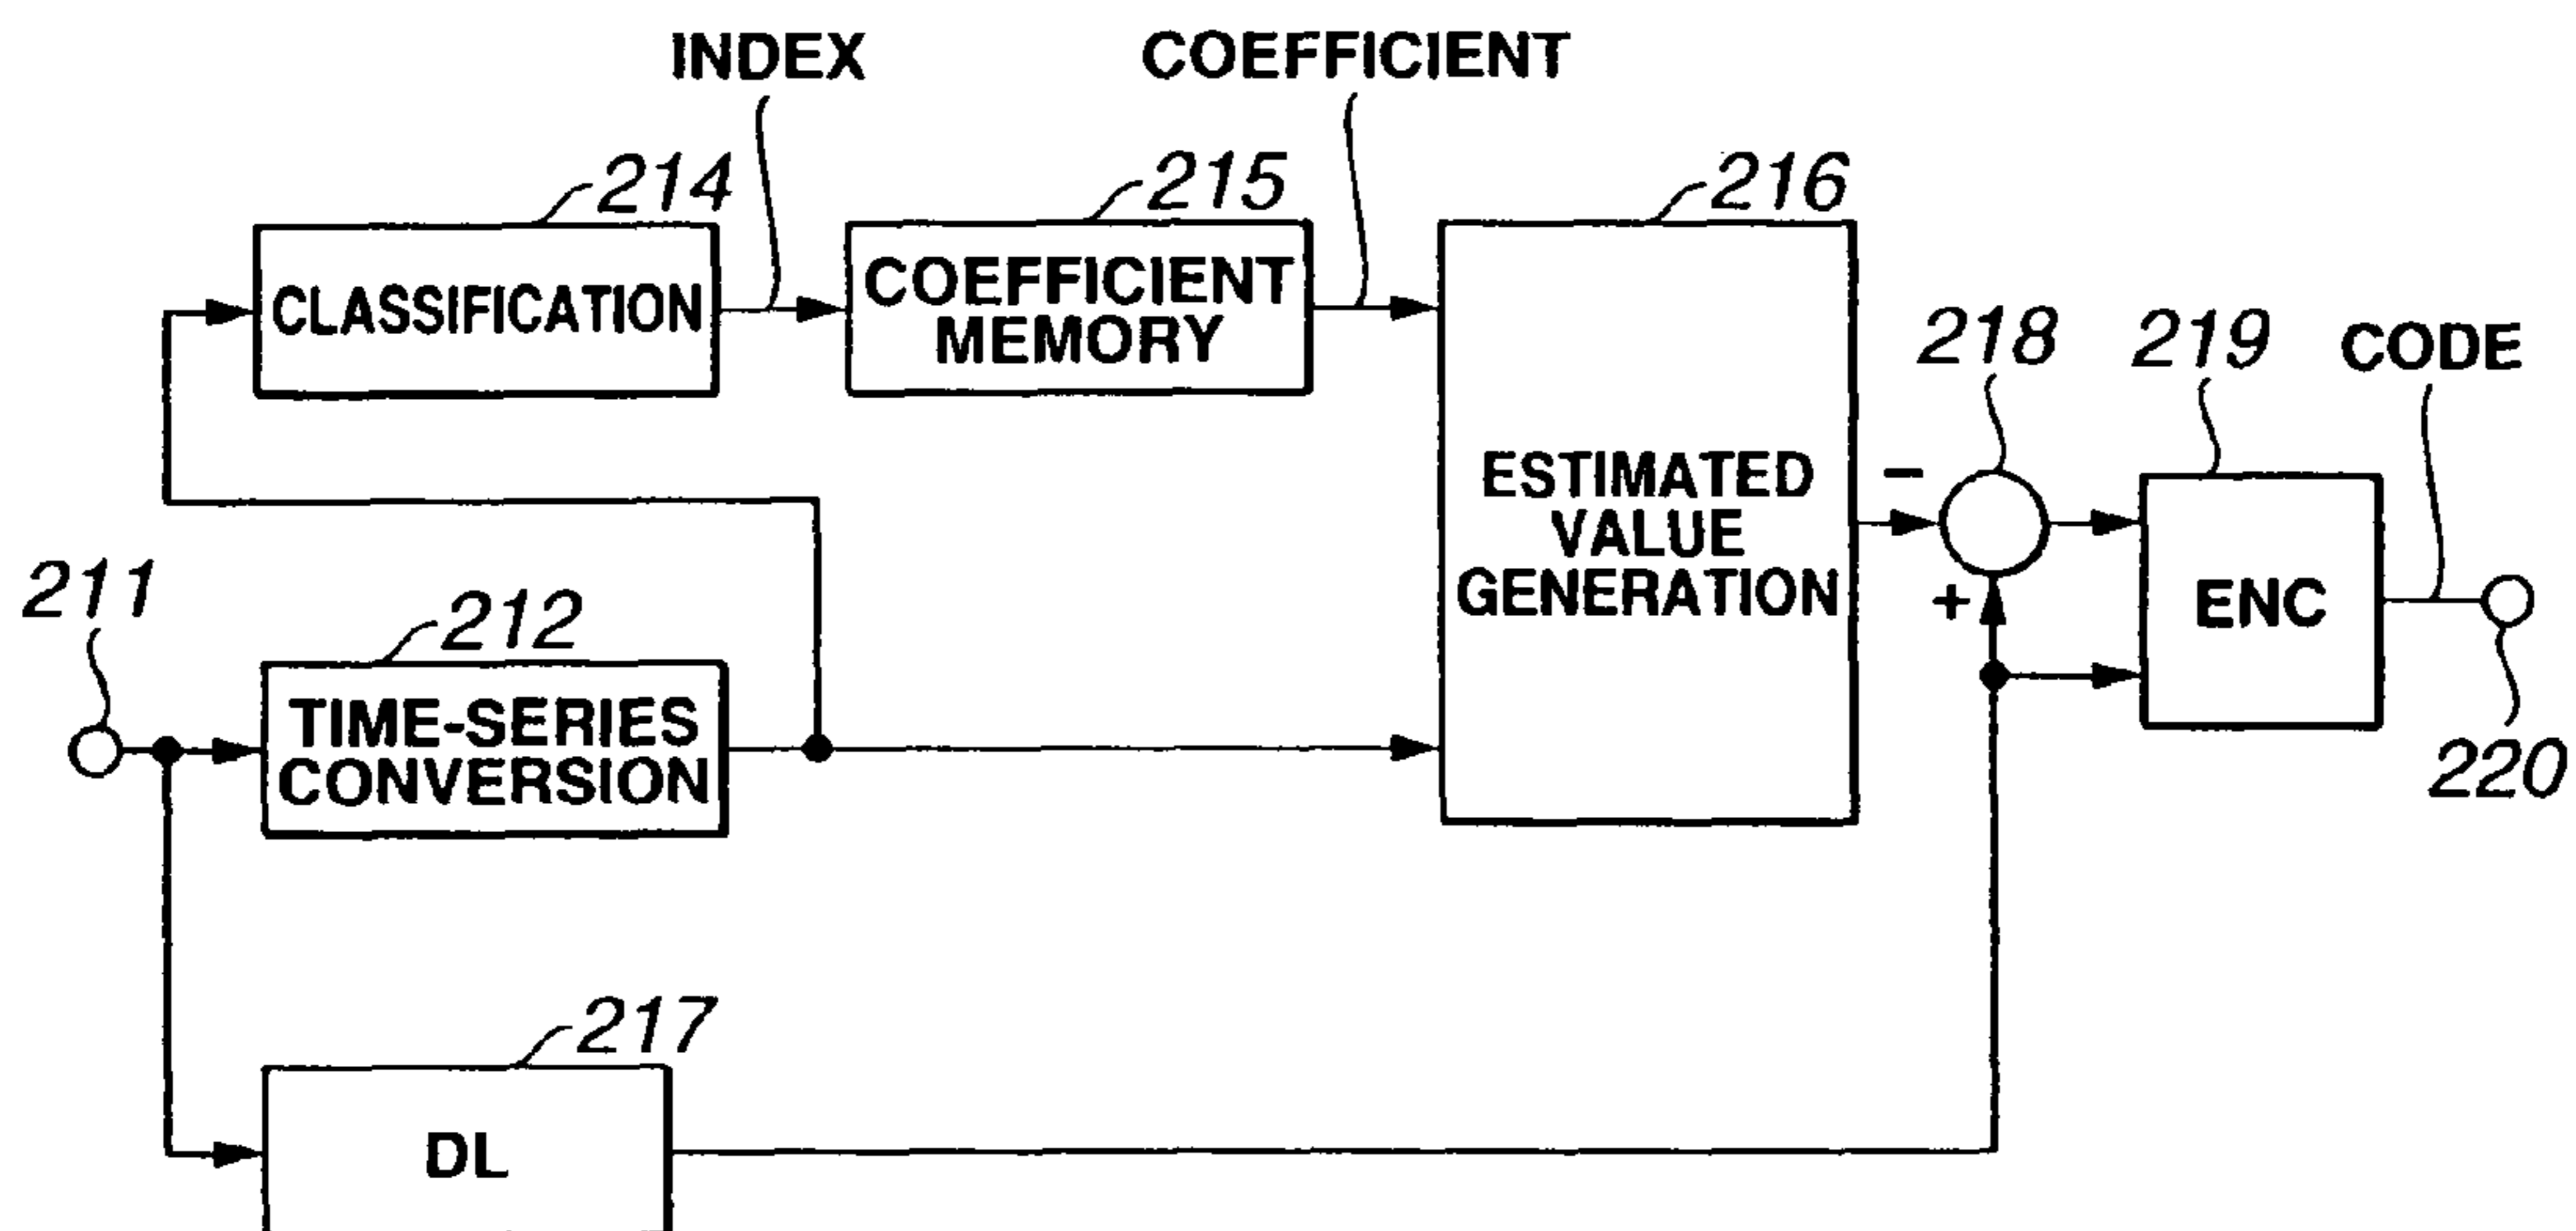 INDEX
COEFFICIENT
214
215
216
CLASSIFICATION
COEFFICIENT
MEMORY
218
219
CODE
ESTIMATED
VALUE
GENERATION
−
+
ENC
211
212
TIME-SERIES
CONVERSION
220
217
DL